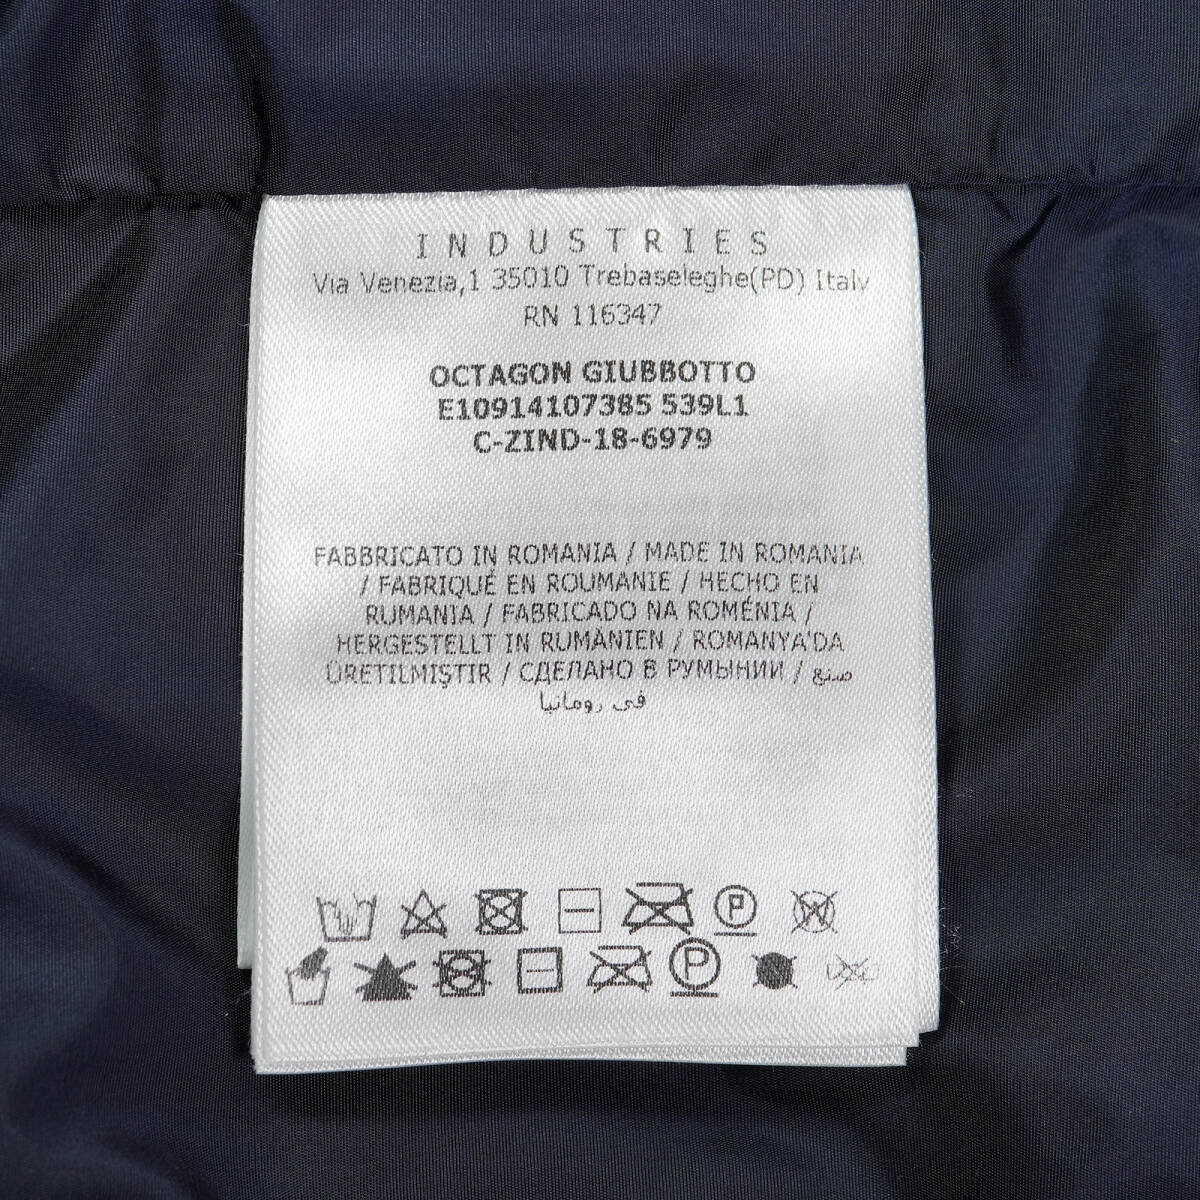 INDUSTRIES
Via Venezia,1 35010 Trebaseleghe(PD) Italy
RN 116347
OCTAGON GIUBBOTTO
E10914107385 539L1
C-ZIND-18-6979
FABBRICATO IN ROMANIA / MADE IN ROMANIA
/ FABRIQUÉ EN ROUMANIE / HECHO EN
RUMANIA / FABRICADO NA ROMÉNIA /
HERGESTELLT IN RUMÀNIEN / ROMANYA'DA
ÜRETILMIŞTIR / СДЕЛАНО В РУМЫНИИ / صنع
في رومانيا
P
W
P